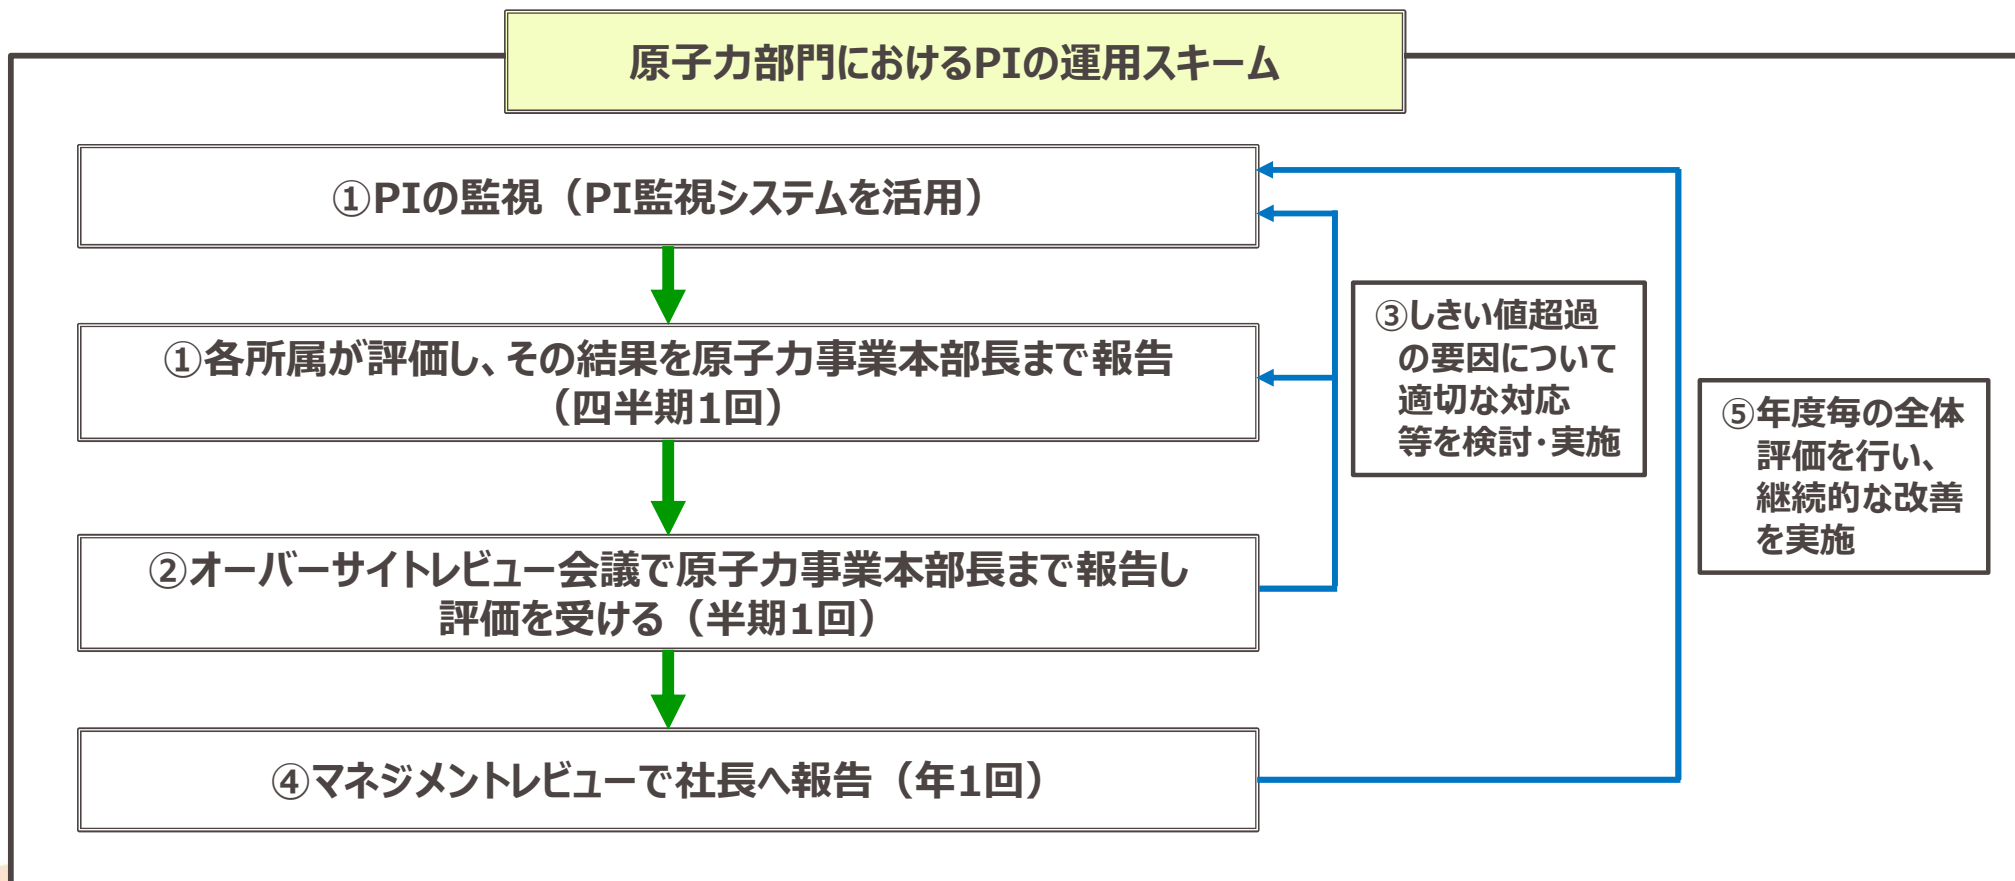 原子力部門におけるPIの運用スキーム
①PIの監視（PI監視システムを活用）
①各所属が評価し、その結果を原子力事業本部長まで報告
（四半期1回）
②オーバーサイトレビュー会議で原子力事業本部長まで報告し
評価を受ける（半期1回）
③しきい値超過
の要因について
適切な対応
等を検討・実施
④マネジメントレビューで社長へ報告（年1回）
⑤年度毎の全体
評価を行い、
継続的な改善
を実施